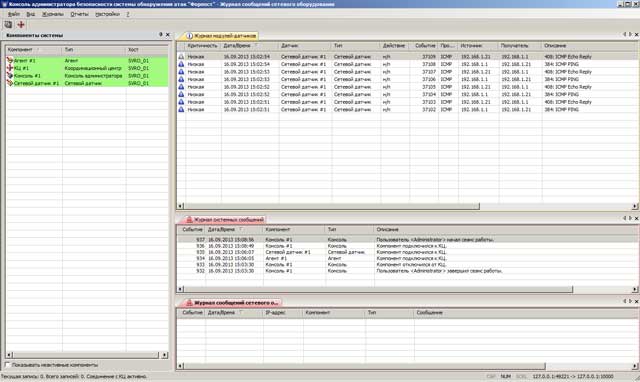 Консоль администратора безопасности системы обнаружения атак "Форпост" - Журнал сообщений сетевого оборудования
Файл Вид Журналы Отчеты Настройки ?
Компоненты системы
Компонент Тип Хост
Агент #1 Агент SVRO_01
КЦ #1 Координационный центр SVRO_01
Консоль #1 Консоль администратора SVRO_01
Сетевой датчик #1 Сетевой датчик SVRO_01
Показывать неактивные компоненты
Журнал модулей-датчиков
Критичность Дата/Время Датчик Тип Действие Событие Про... Источник Получатель Описание
Низкая 16.09.2013 15:02:54 Сетевой датчик #1 Сетевой датчик н/п 37109 ICMP 192.168.1.21 192.168.1.1 408: ICMP Echo Reply
Низкая 16.09.2013 15:02:54 Сетевой датчик #1 Сетевой датчик н/п 37108 ICMP 192.168.1.1 192.168.1.21 384: ICMP PING
Низкая 16.09.2013 15:02:53 Сетевой датчик #1 Сетевой датчик н/п 37107 ICMP 192.168.1.21 192.168.1.1 408: ICMP Echo Reply
Низкая 16.09.2013 15:02:53 Сетевой датчик #1 Сетевой датчик н/п 37106 ICMP 192.168.1.1 192.168.1.21 384: ICMP PING
Низкая 16.09.2013 15:02:52 Сетевой датчик #1 Сетевой датчик н/п 37105 ICMP 192.168.1.21 192.168.1.1 408: ICMP Echo Reply
Низкая 16.09.2013 15:02:52 Сетевой датчик #1 Сетевой датчик н/п 37104 ICMP 192.168.1.1 192.168.1.21 384: ICMP PING
Низкая 16.09.2013 15:02:51 Сетевой датчик #1 Сетевой датчик н/п 37103 ICMP 192.168.1.21 192.168.1.1 408: ICMP Echo Reply
Низкая 16.09.2013 15:02:51 Сетевой датчик #1 Сетевой датчик н/п 37102 ICMP 192.168.1.1 192.168.1.21 384: ICMP PING
Журнал системных сообщений
Событие Дата/Время Компонент Тип Описание
937 16.09.2013 15:08:56 Консоль #1 Консоль Пользователь <Administrator> начал сеанс работы.
936 16.09.2013 15:08:49 Консоль #1 Консоль Компонент подключился к КЦ.
935 16.09.2013 15:06:07 Сетевой датчик #1 Сетевой датчик Компонент подключился к КЦ.
934 16.09.2013 15:06:05 Агент #1 Агент Компонент подключился к КЦ.
933 16.09.2013 15:03:30 Консоль #1 Консоль Компонент отключился от КЦ.
932 16.09.2013 15:03:30 Консоль #1 Консоль Пользователь <Administrator> завершил сеанс работы.
Журнал сообщений сетевого о...
Событие Дата/Время IP-адрес Компонент Тип Сообщение
Текущая запись: 0. Всего записей: 0. Соединение с КЦ активно. CAP NUM SCRL 127.0.0.1:49221 -> 127.0.0.1:10000